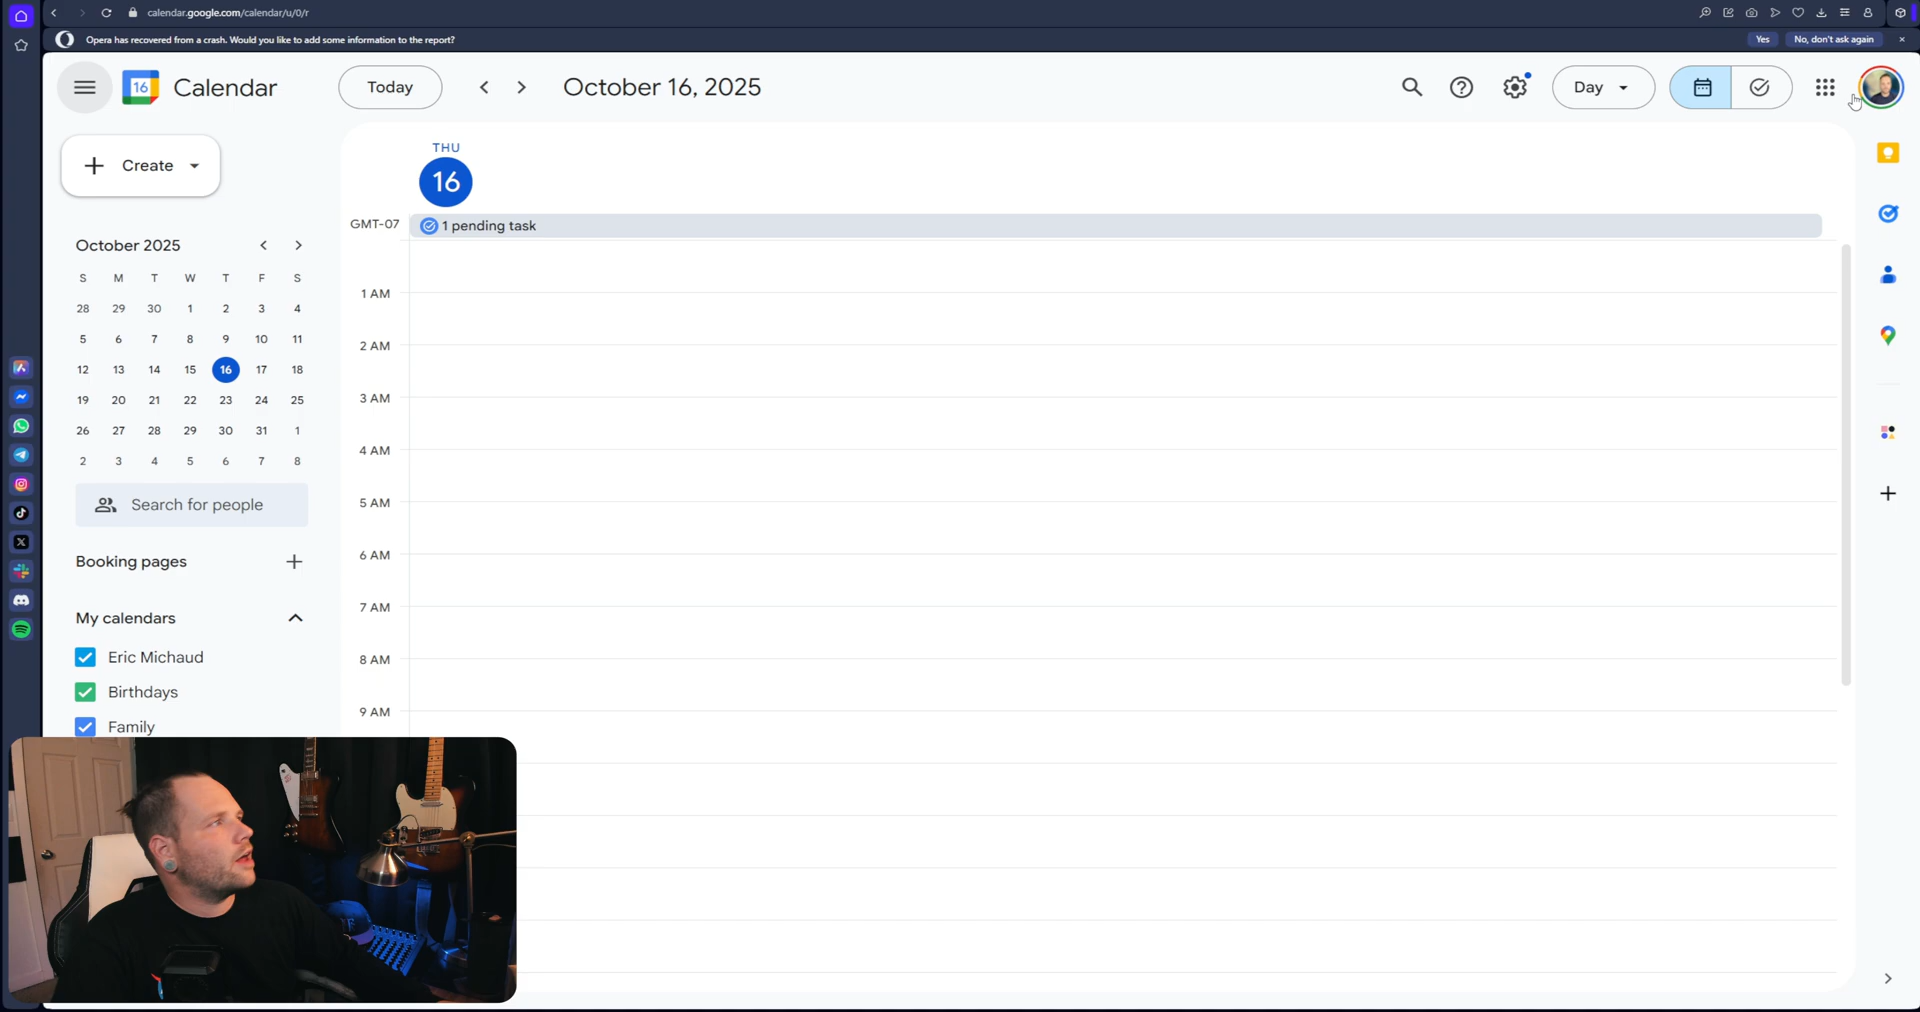 calendar.google.com/calendar/u/0/r
Opera has recovered from a crash. Would you like to add some information to the report?
Yes
No, don't ask again
16
Calendar
Today
October 16, 2025
Day
Create
THU
16
GMT-07
1 pending task
October 2025
S M T W T F S
28 29 30 1 2 3 4
5 6 7 8 9 10 11
12 13 14 15 16 17 18
19 20 21 22 23 24 25
26 27 28 29 30 31 1
2 3 4 5 6 7 8
Search for people
Booking pages
My calendars
Eric Michaud
Birthdays
Family
1 AM
2 AM
3 AM
4 AM
5 AM
6 AM
7 AM
8 AM
9 AM